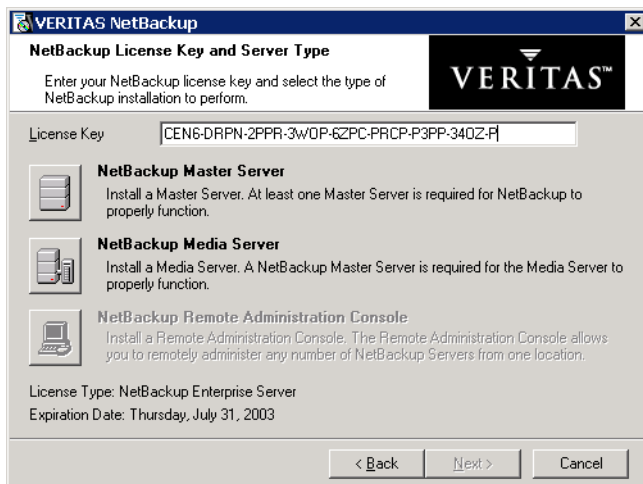 VERITAS NetBackup
NetBackup License Key and Server Type
Enter your NetBackup license key and select the type of
NetBackup installation to perform.
VERITAS™
License Key
CEN6-DRPN-2PPR-3WOP-6ZPC-PRCP-P3PP-34OZ-P
NetBackup Master Server
Install a Master Server. At least one Master Server is required for NetBackup to
properly function.
NetBackup Media Server
Install a Media Server. A NetBackup Master Server is required for the Media Server to
properly function.
NetBackup Remote Administration Console
Install a Remote Administration Console. The Remote Administration Console allows
you to remotely administer any number of NetBackup Servers from one location.
License Type: NetBackup Enterprise Server
Expiration Date: Thursday, July 31, 2003
< Back
Next >
Cancel